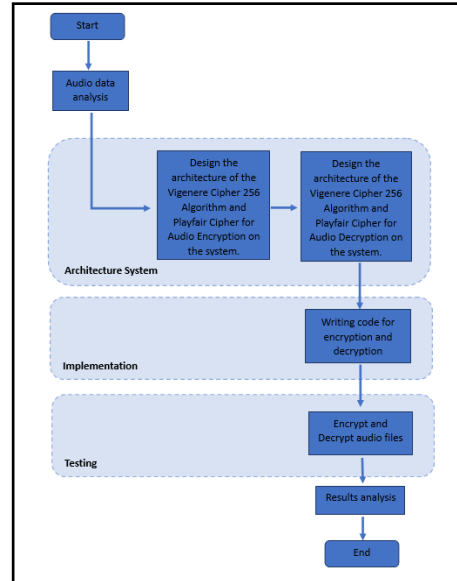 Start
Audio data
analysis
Design the
architecture of the
Vigenere Cipher 256
Algorithm and
Playfair Cipher for
Audio Encryption on
the system.
Design the
architecture of the
Vigenere Cipher 256
Algorithm and
Playfair Cipher for
Audio Decryption on
the system.
Architecture System
Writing code for
encryption and
decryption
Implementation
Encrypt and
Decrypt audio files
Testing
Results analysis
End